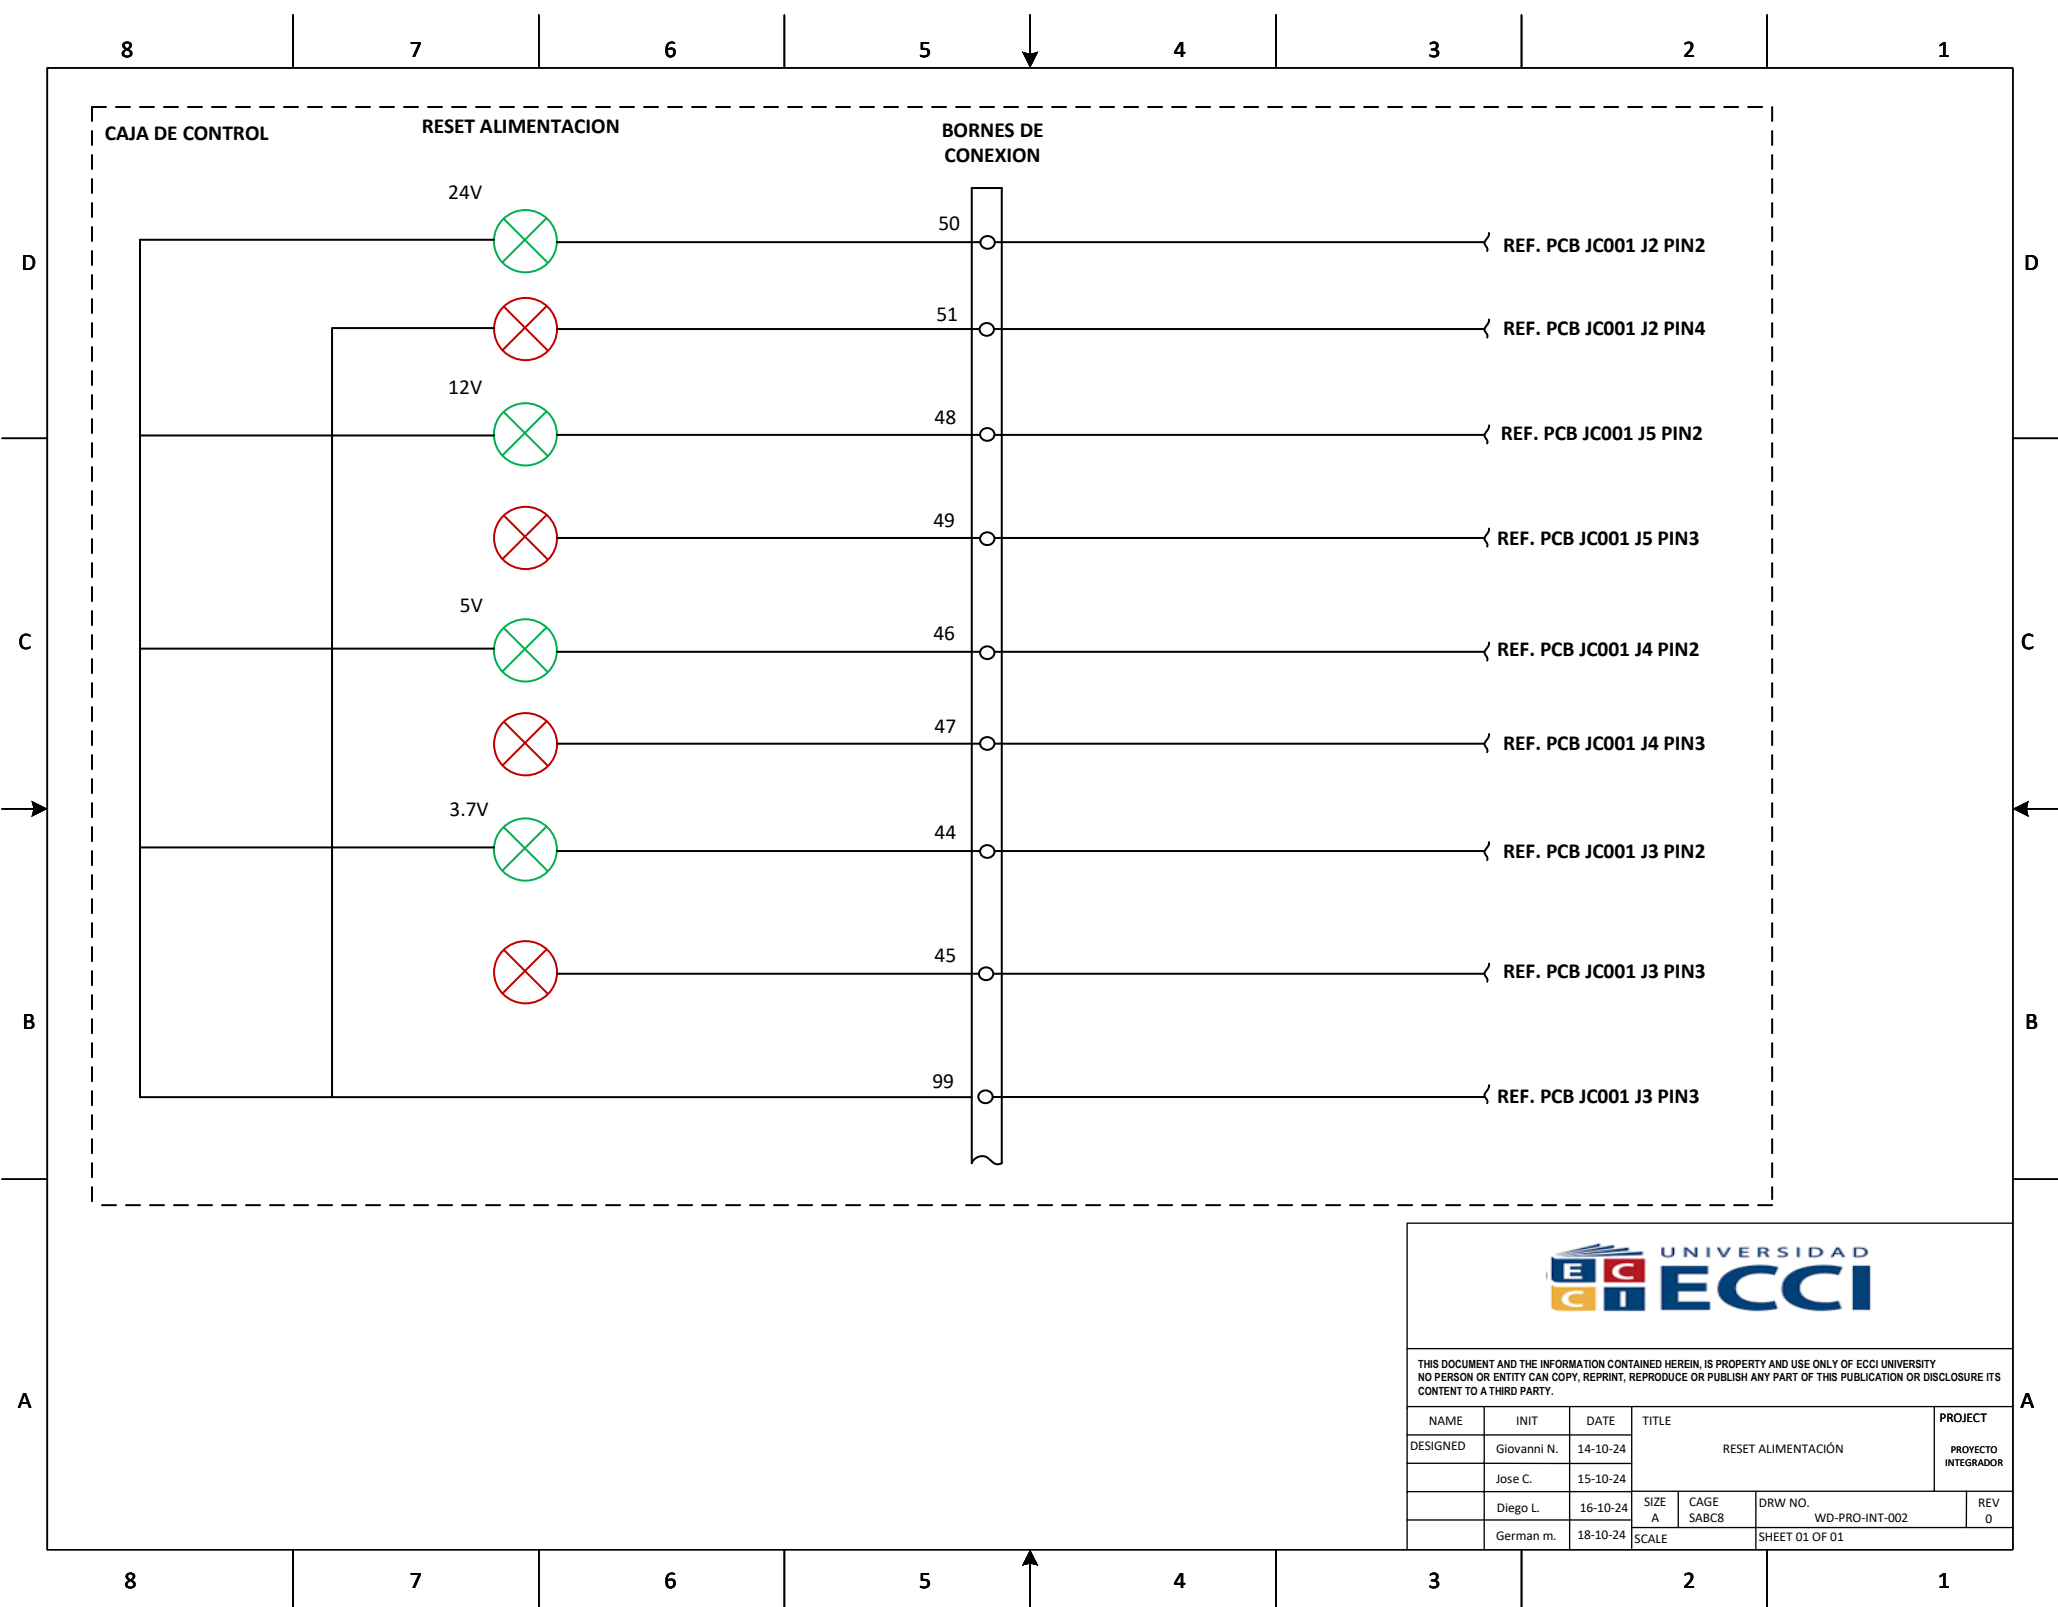 8 7 6 5 4 3 2 1
CAJA DE CONTROL
RESET ALIMENTACION
BORNES DE
CONEXION
24V
50
REF. PCB JC001 J2 PIN2
D
D
51
REF. PCB JC001 J2 PIN4
12V
48
REF. PCB JC001 J5 PIN2
49
REF. PCB JC001 J5 PIN3
5V
46
REF. PCB JC001 J4 PIN2
C
C
47
REF. PCB JC001 J4 PIN3
3.7V
44
REF. PCB JC001 J3 PIN2
45
REF. PCB JC001 J3 PIN3
B
B
99
REF. PCB JC001 J3 PIN3
UNIVERSIDAD
E C
C I
ECCI
THIS DOCUMENT AND THE INFORMATION CONTAINED HEREIN, IS PROPERTY AND USE ONLY OF ECCI UNIVERSITY
NO PERSON OR ENTITY CAN COPY, REPRINT, REPRODUCE OR PUBLISH ANY PART OF THIS PUBLICATION OR DISCLOSURE ITS
CONTENT TO A THIRD PARTY.
A
A
NAME INIT DATE TITLE PROJECT
DESIGNED Giovanni N. 14-10-24 RESET ALIMENTACIÓN PROYECTO
INTEGRADOR
Jose C. 15-10-24
Diego L. 16-10-24 SIZE CAGE DRW NO. REV
A SABC8 WD-PRO-INT-002 0
German m. 18-10-24 SCALE SHEET 01 OF 01
8 7 6 5 4 3 2 1